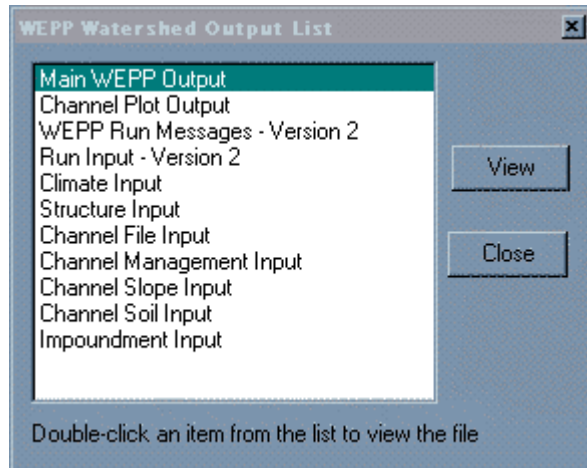 WEPP Watershed Output List
Main WEPP Output
Channel Plot Output
WEPP Run Messages - Version 2
Run Input - Version 2
Climate Input
Structure Input
Channel File Input
Channel Management Input
Channel Slope Input
Channel Soil Input
Impoundment Input
View
Close
Double-click an item from the list to view the file